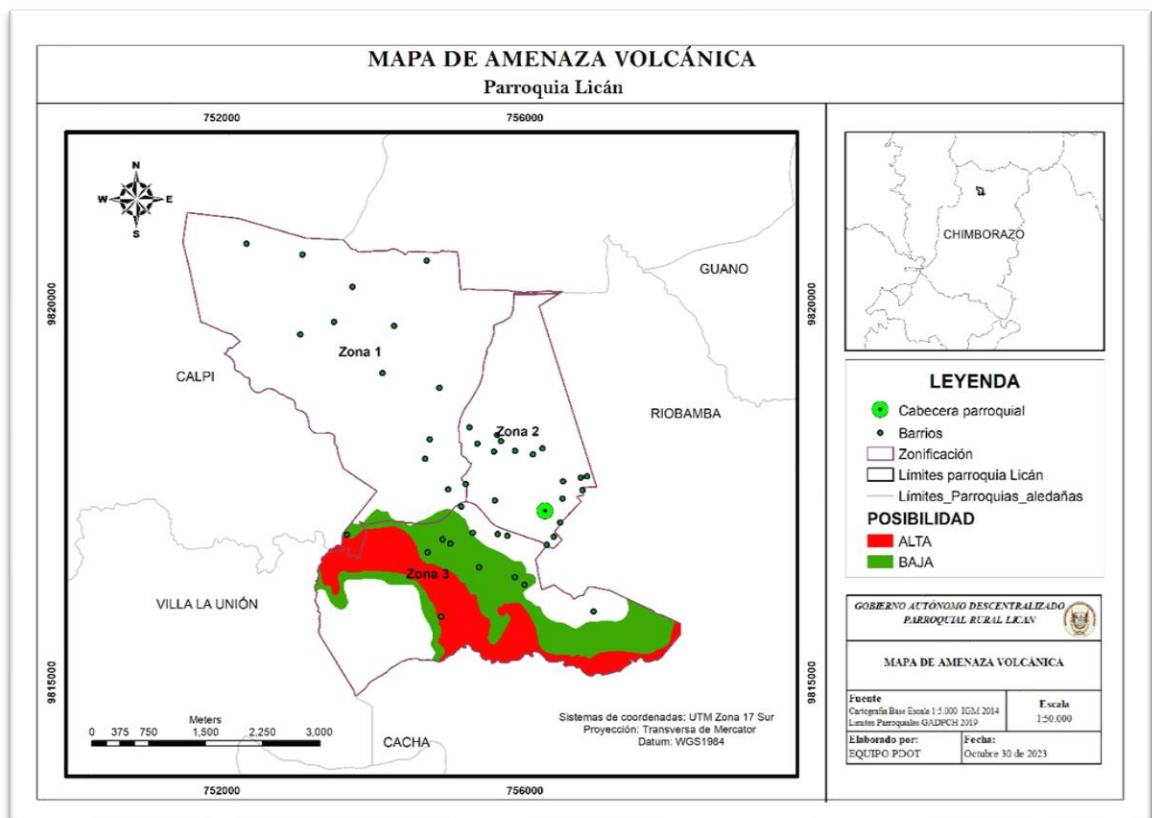 MAPA DE AMENAZA VOLCÁNICA
Parroquia Licán
752000
756000
N
W
E
S
GUANO
9820000
9820000
Zona 1
CALPI
RIOBAMBA
Zona 2
Zona 3
VILLA LA UNIÓN
9815000
9815000
Meters
0 375 750 1,500 2,250 3,000
CACHA
Sistemas de coordenadas: UTM Zona 17 Sur
Proyección: Transversa de Mercator
Datum: WGS1984
752000
756000
CHIMBORAZO
LEYENDA
Cabecera parroquial
Barrios
Zonificación
Límites parroquia Licán
Límites_Parroquias_aledañas
POSIBILIDAD
ALTA
BAJA
GOBIERNO AUTÓNOMO DESCENTRALIZADO
PARROQUIAL RURAL LICAN
MAPA DE AMENAZA VOLCÁNICA
Fuente
Cartografía Base Escala 1:5.000 IGM 2014
Limites Parroquiales GADPCH 2019
Escala
1:50.000
Elaborado por:
EQUIPO PDOT
Fecha:
Octubre 30 de 2023